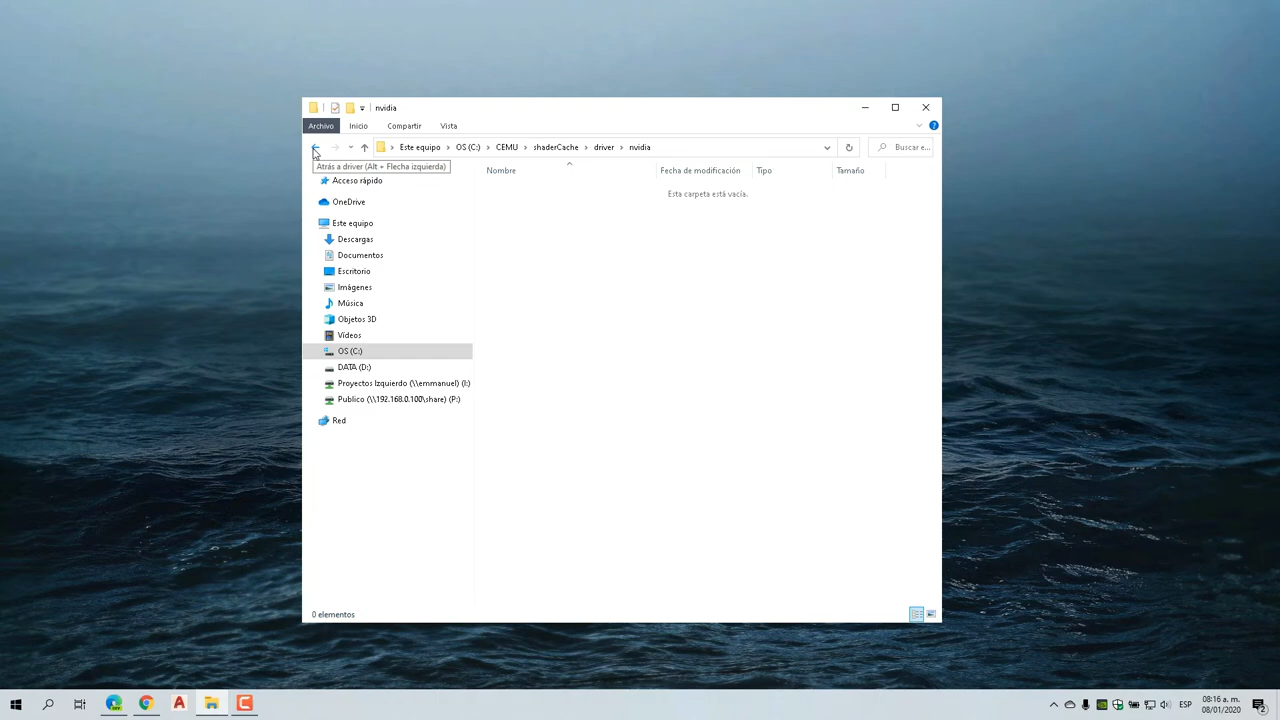 nvidia
Archivo Inicio Compartir Vista
Este equipo OS (C:) CEMU shaderCache driver nvidia Buscar e...
Atrás a driver (Alt + Flecha izquierda)
Nombre Fecha de modificación Tipo Tamaño
Esta carpeta está vacía.
Acceso rápido
OneDrive
Este equipo
Descargas
Documentos
Escritorio
Imágenes
Música
Objetos 3D
Vídeos
OS (C:)
DATA (D:)
Proyectos Izquierdo (\\emmanuel) (I:)
Publico (\\192.168.0.100\share) (P:)
Red
0 elementos
ESP
08:16 a. m.
08/01/2020
2